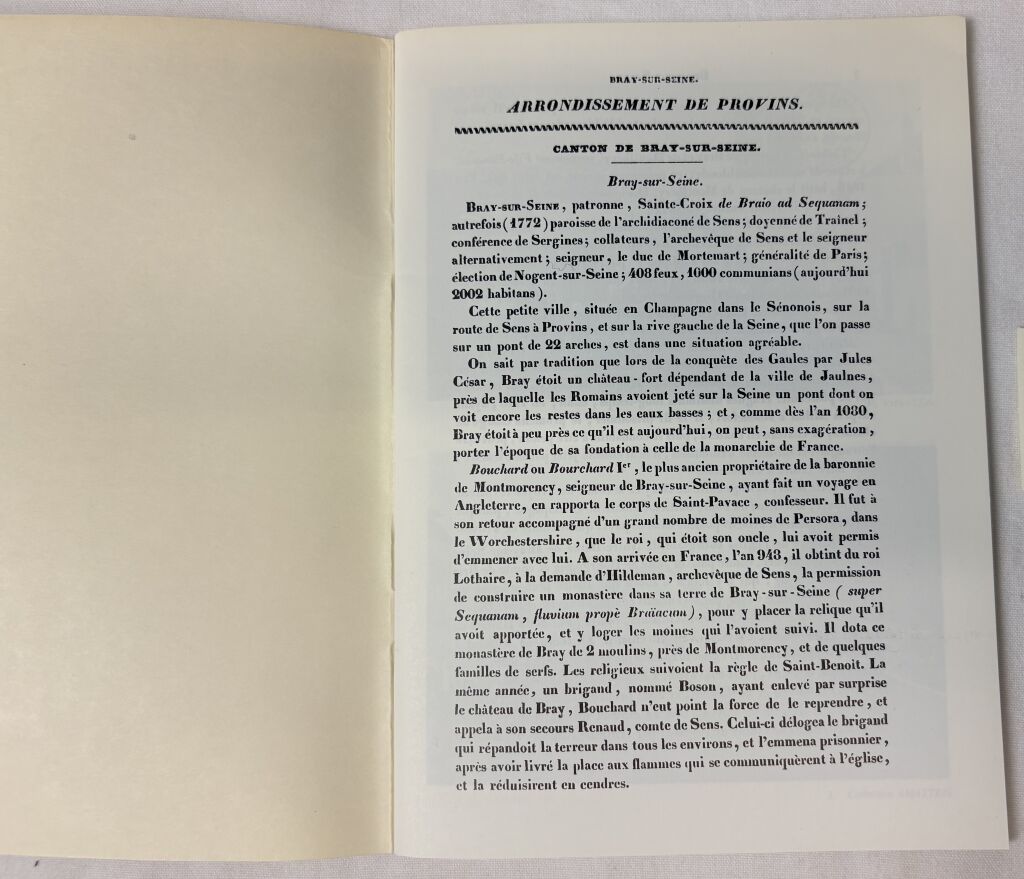 BRAY-SUR-SEINE.
ARRONDISSEMENT DE PROVINS.
CANTON DE BRAY-SUR-SEINE.
Bray-sur-Seine.
BRAY-SUR-SEINE, patronne, Sainte-Croix de Braio ad Sequanam;
autrefois (1772) paroisse de l'archidiaconé de Sens; doyenné de Traînel;
conférence de Sergines; collateurs, l'archevêque de Sens et le seigneur
alternativement; seigneur, le duc de Mortemart; généralité de Paris;
élection de Nogent-sur-Seine; 408 feux, 1600 communians (aujourd'hui
2002 habitans).
Cette petite ville, située en Champagne dans le Sénonois, sur la
route de Sens à Provins, et sur la rive gauche de la Seine, que l'on passe
sur un pont de 22 arches, est dans une situation agréable.
On sait par tradition que lors de la conquète des Gaules par Jules
César, Bray étoit un château-fort dépendant de la ville de Jaulnes,
près de laquelle les Romains avoient jeté sur la Seine un pont dont on
voit encore les restes dans les eaux basses; et, comme dès l'an 1080,
Bray étoit à peu près ce qu'il est aujourd'hui, on peut, sans exagération,
porter l'époque de sa fondation à celle de la monarchie de France.
Bouchard ou Bourchard Ier, le plus ancien propriétaire de la baronnie
de Montmorency, seigneur de Bray-sur-Seine, ayant fait un voyage en
Angleterre, en rapporta le corps de Saint-Pavace, confesseur. Il fut à
son retour accompagné d'un grand nombre de moines de Persora, dans
le Worchestershire, que le roi, qui étoit son oncle, lui avoit permis
d'emmener avec lui. A son arrivée en France, l'an 948, il obtint du roi
Lothaire, à la demande d'Hildeman, archevêque de Sens, la permission
de construire un monastère dans sa terre de Bray-sur-Seine (super
Sequanam, fluvium propè Braïacum), pour y placer la relique qu'il
avoit apportée, et y loger les moines qui l'avoient suivi. Il dota ce
monastère de Bray de 2 moulins, près de Montmorency, et de quelques
familles de serfs. Les religieux suivoient la règle de Saint-Benoit. La
même année, un brigand, nommé Boson, ayant enlevé par surprise
le château de Bray, Bouchard n'eut point la force de le reprendre, et
appela à son secours Renaud, comte de Sens. Celui-ci délogea le brigand
qui répandoit la terreur dans tous les environs, et l'emmena prisonnier,
après avoir livré la place aux flammes qui se communiquèrent à l'église,
et la réduisirent en cendres.